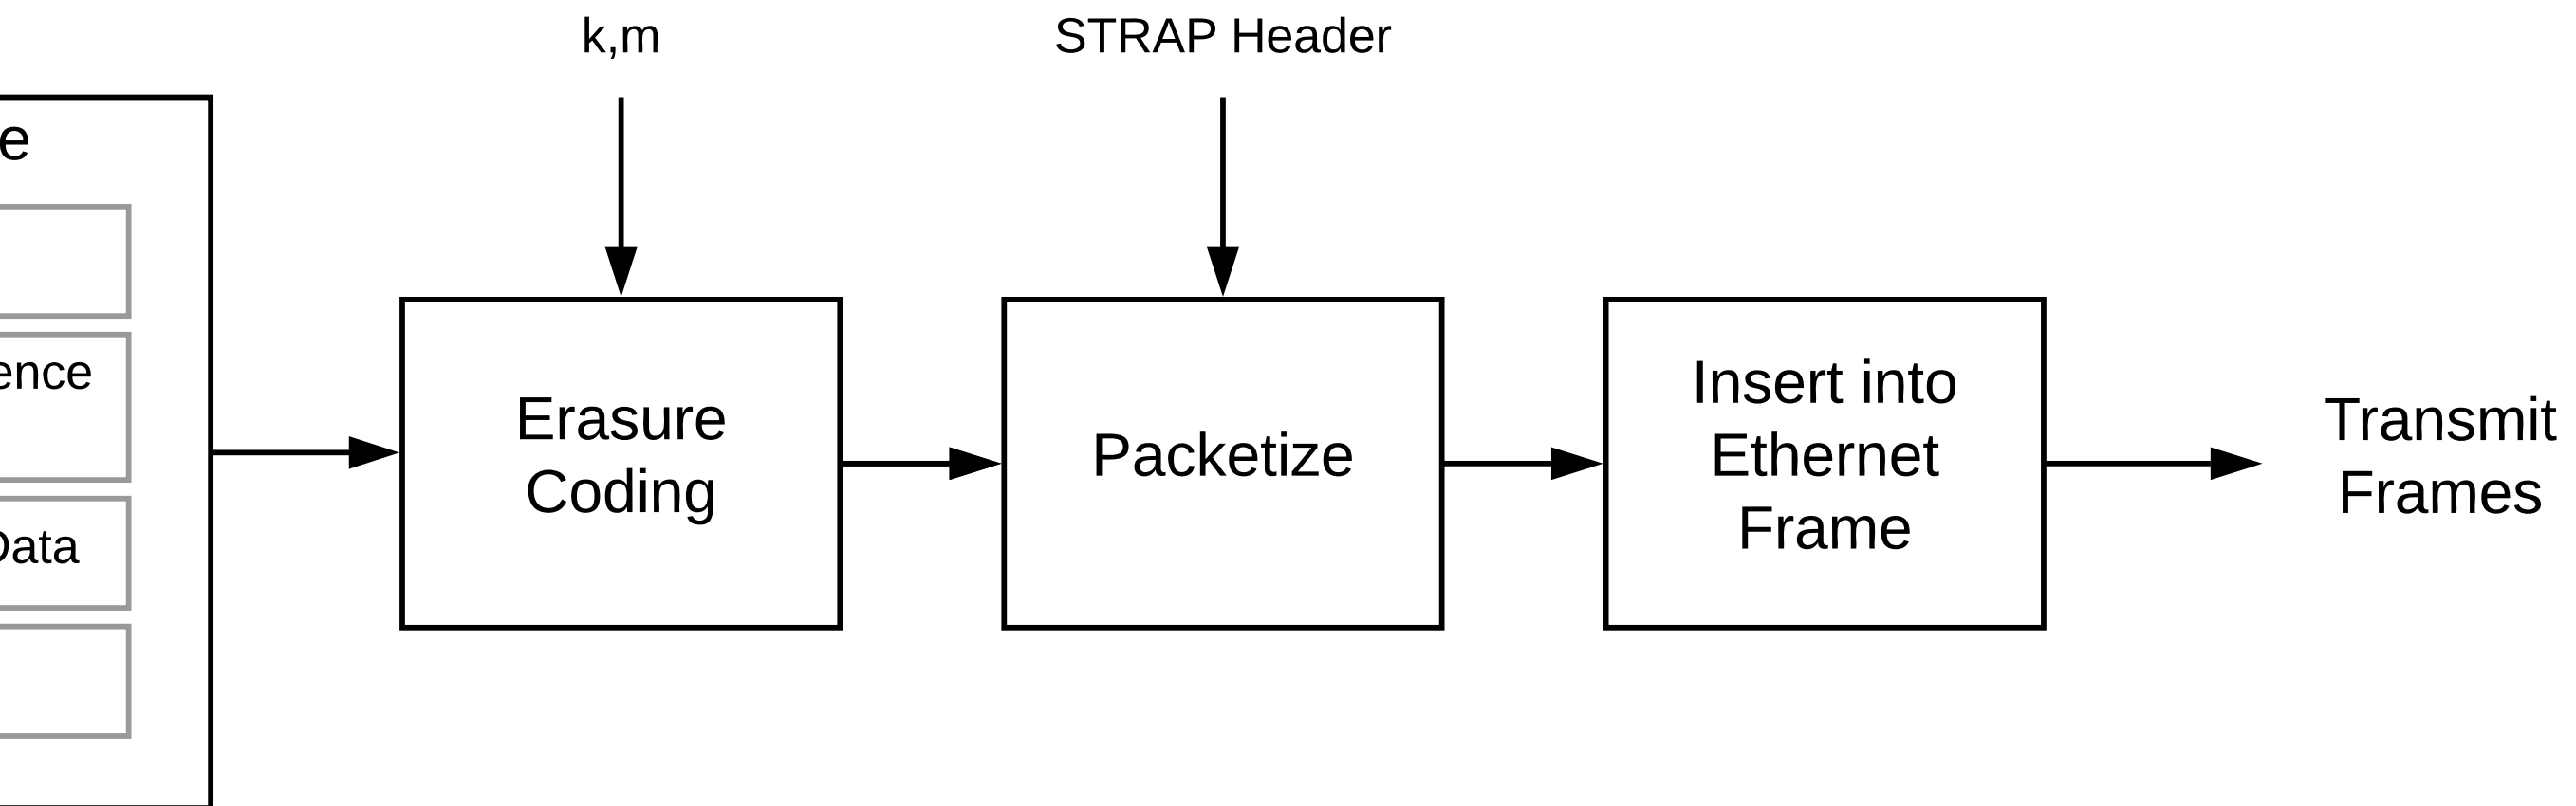 k,m
STRAP Header
e
ence
Data
Erasure
Coding
Packetize
Insert into
Ethernet
Frame
Transmit
Frames